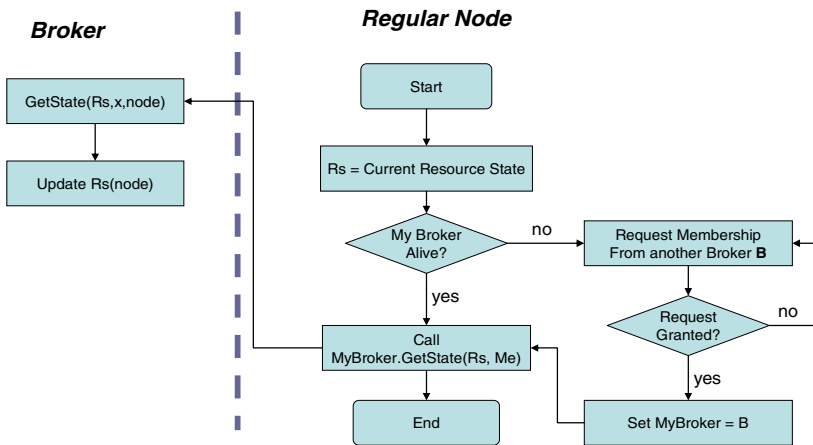 Broker
Regular Node
Start
GetState(Rs,x,node)
Update Rs(node)
Rs = Current Resource State
My Broker
Alive?
no
Request Membership
From another Broker B
yes
Request
Granted?
no
yes
Call
MyBroker.GetState(Rs, Me)
End
Set MyBroker = B